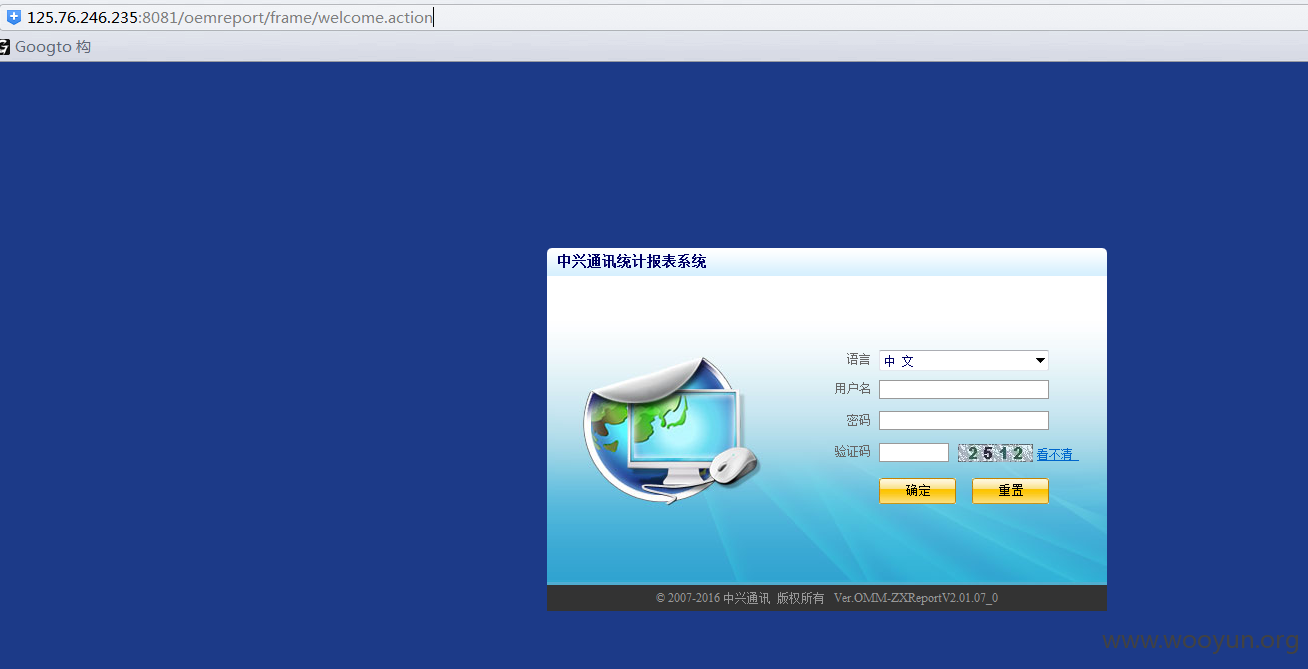 125.76.246.235:8081/oemreport/frame/welcome.action
Googto 构
中兴通讯统计报表系统
语言 中 文
用户名
密码
验证码 2512 看不清
确定 重置
© 2007-2016 中兴通讯 版权所有 Ver.OMM-ZXReportV2.01.07_0
www.wooyun.org